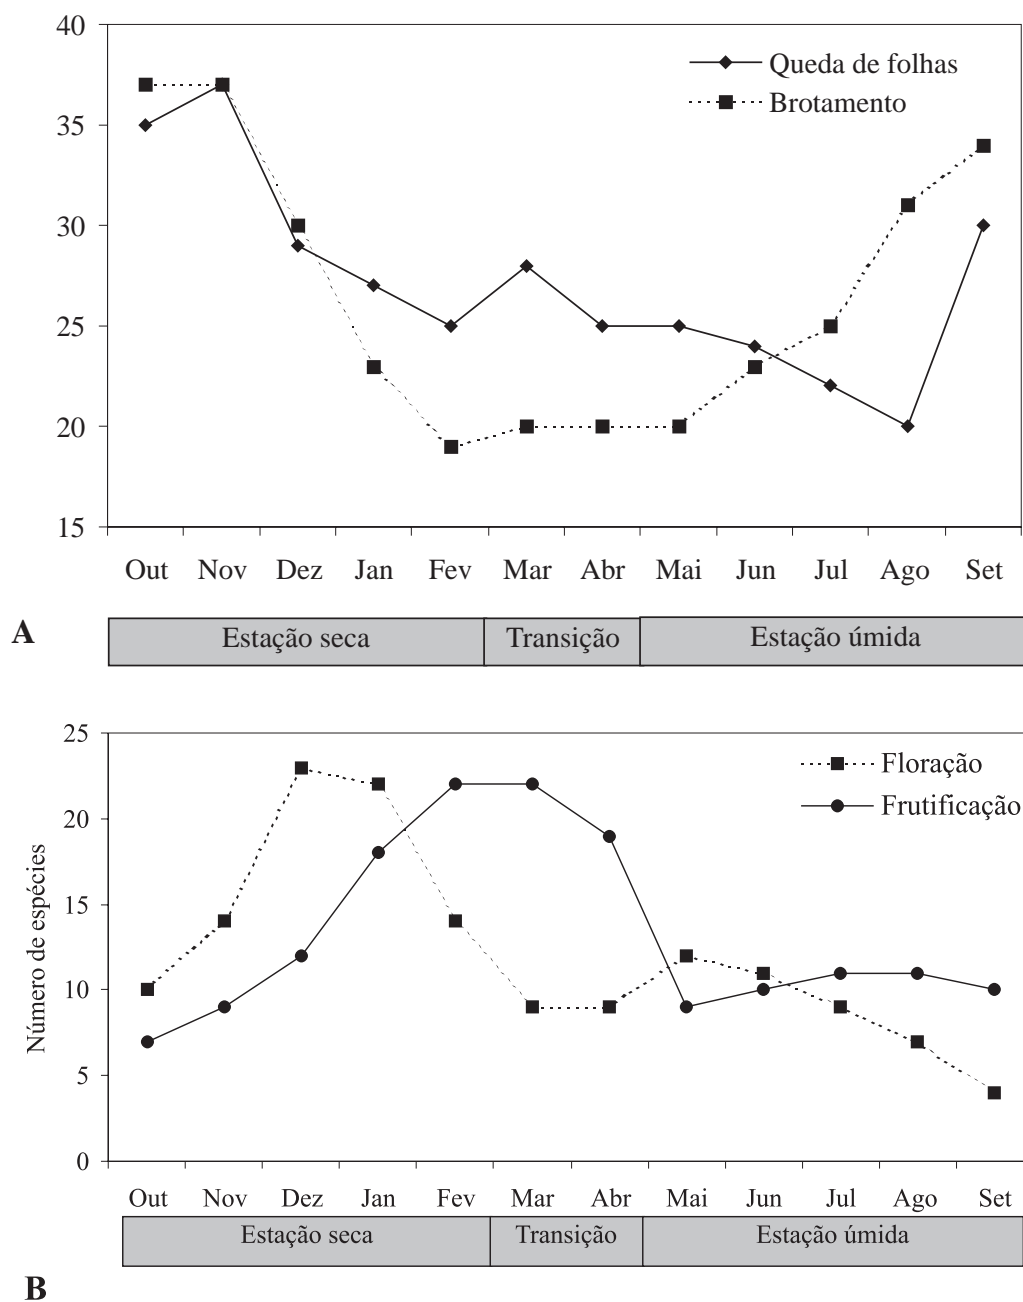 40
Queda de folhas
Brotamento
35
30
25
20
15
Out Nov Dez Jan Fev Mar Abr Mai Jun Jul Ago Set
A
Estação seca Transição Estação úmida
25
Floração
Frutificação
20
15
10
5
0
Número de espécies
Out Nov Dez Jan Fev Mar Abr Mai Jun Jul Ago Set
Estação seca Transição Estação úmida
B